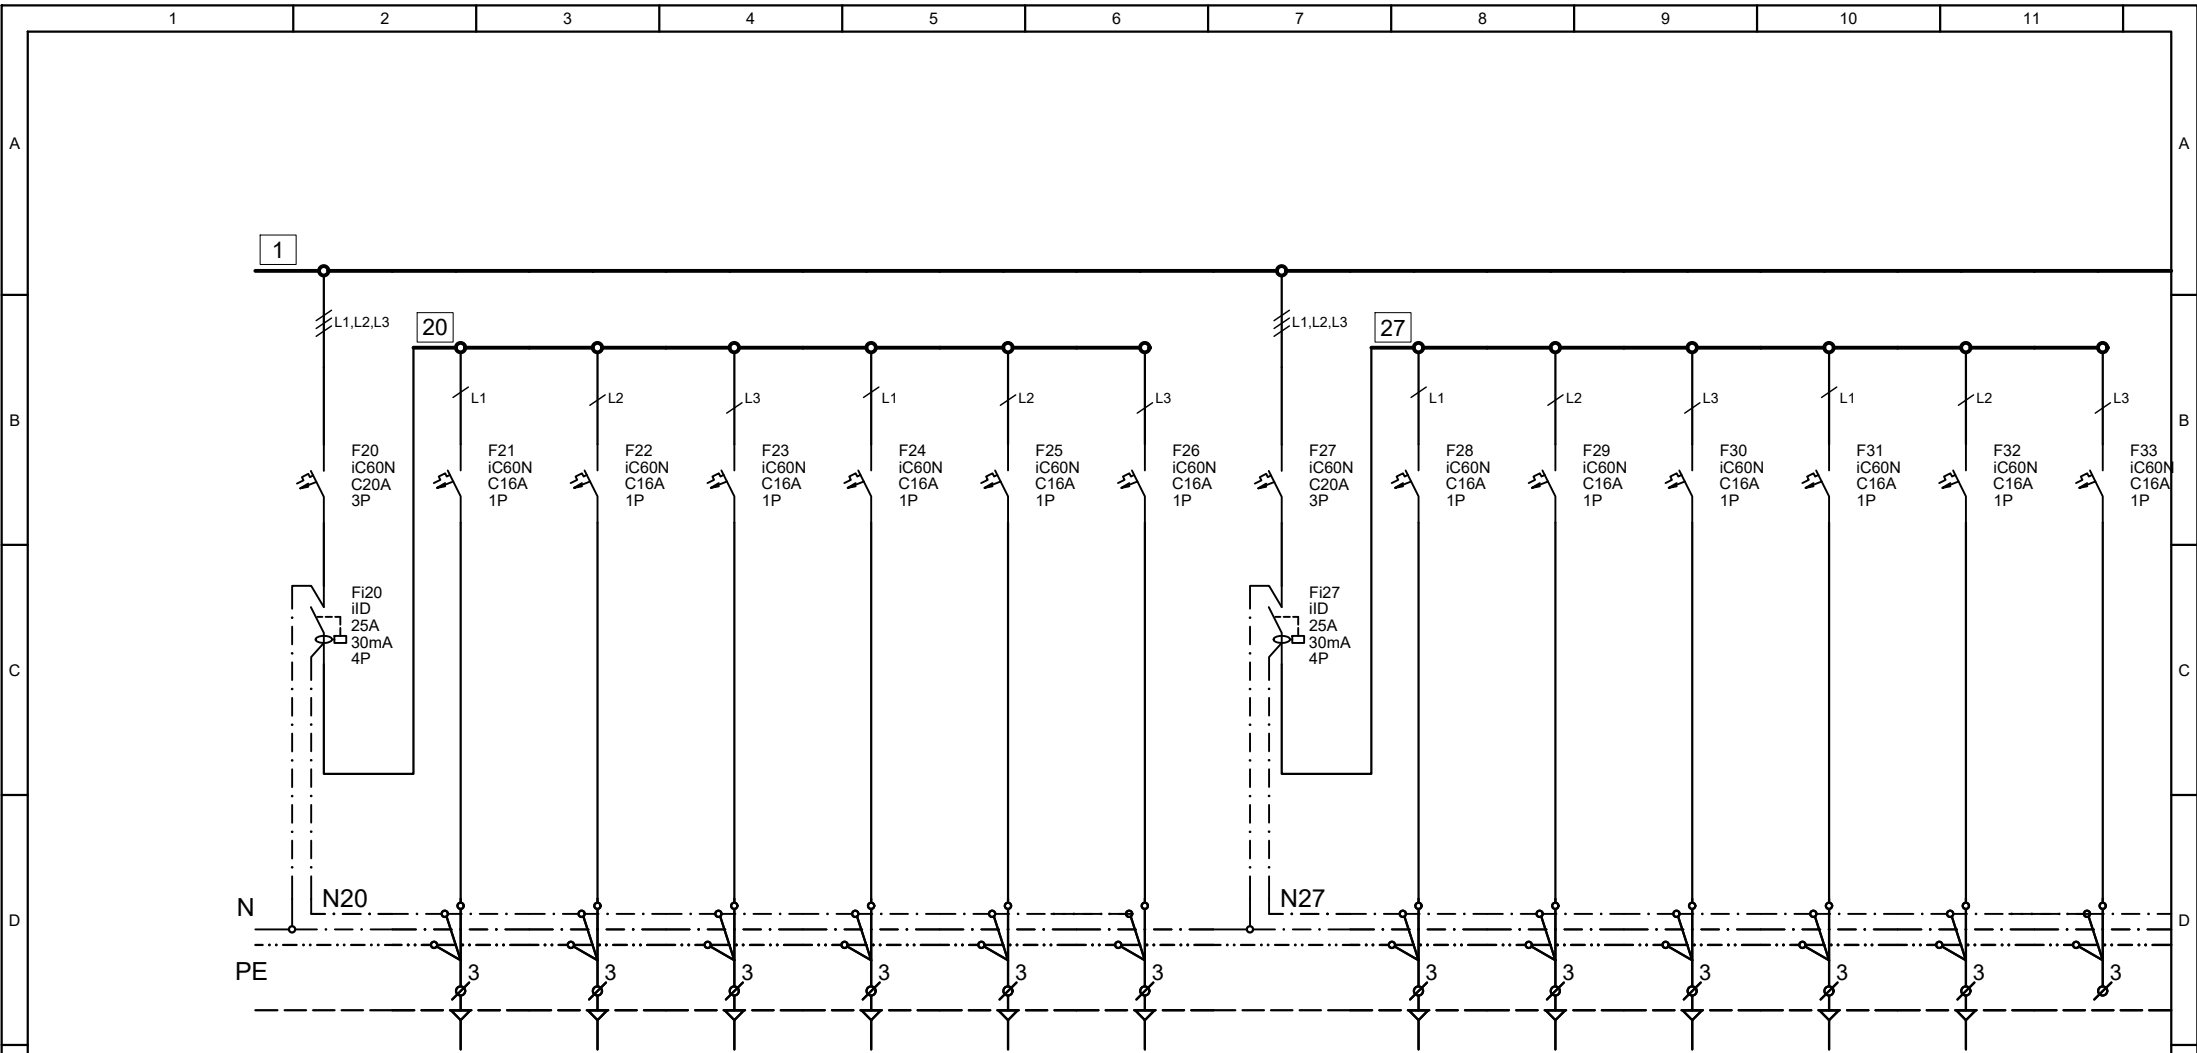 1 2 3 4 5 6 7 8 9 10 11
A A
1
L1,L2,L3 20 L1,L2,L3 27
L1 L2 L3 L1 L2 L3 L1 L2 L3 L1 L2 L3
B B
F20 F21 F22 F23 F24 F25 F26 F27 F28 F29 F30 F31 F32 F33
iC60N iC60N iC60N iC60N iC60N iC60N iC60N iC60N iC60N iC60N iC60N iC60N iC60N iC60N
C20A C16A C16A C16A C16A C16A C16A C20A C16A C16A C16A C16A C16A C16A
3P 1P 1P 1P 1P 1P 1P 3P 1P 1P 1P 1P 1P 1P
Fi20 Fi27
iID iID
25A 25A
30mA 30mA
4P 4P
C C
N N20 N27
D D
PE 3 3 3 3 3 3 3 3 3 3 3 3